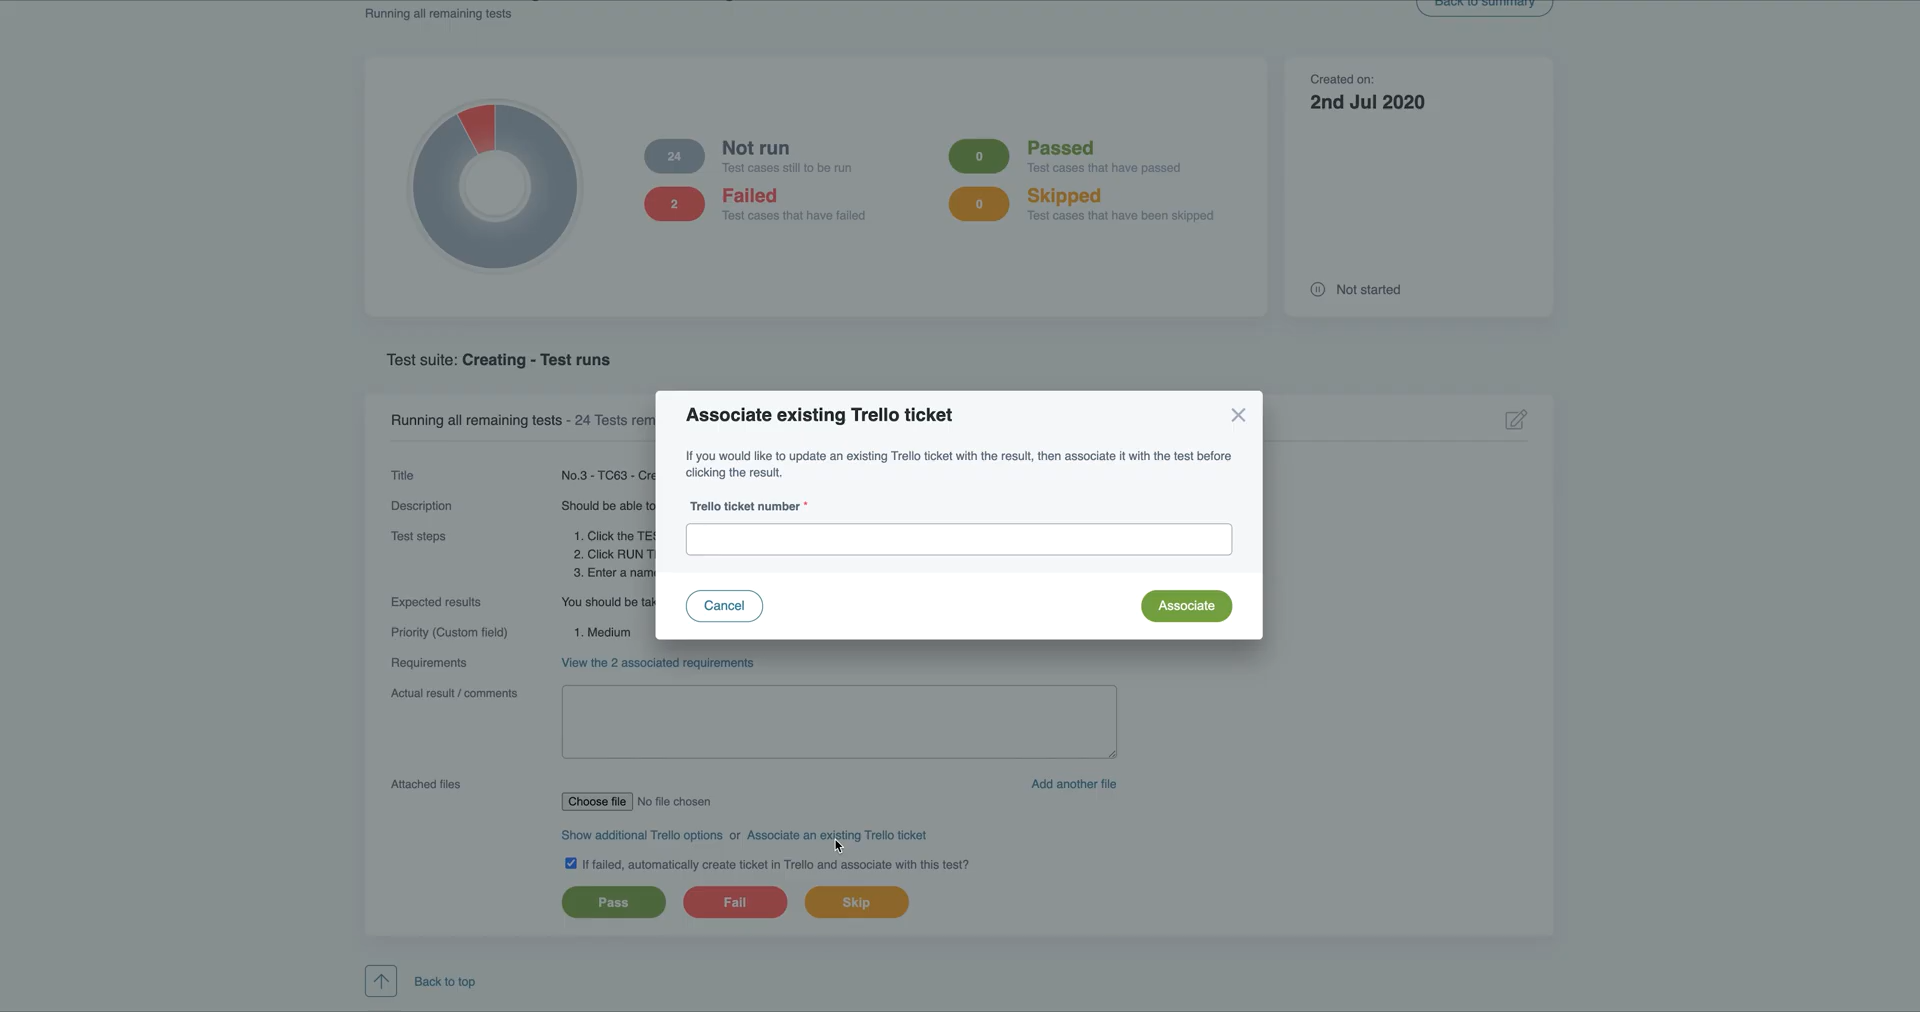 Back to summary
Running all remaining tests
Created on:
2nd Jul 2020
24
Not run
Test cases still to be run
0
Passed
Test cases that have passed
2
Failed
Test cases that have failed
0
Skipped
Test cases that have been skipped
Not started
Test suite: Creating - Test runs
Running all remaining tests - 24 Tests rem
Associate existing Trello ticket
If you would like to update an existing Trello ticket with the result, then associate it with the test before
clicking the result.
Trello ticket number *
Cancel
Associate
Title
No.3 - TC63 - Cre
Description
Should be able to
Test steps
1. Click the TES
2. Click RUN T
3. Enter a name
Expected results
You should be tak
Priority (Custom field)
1. Medium
Requirements
View the 2 associated requirements
Actual result / comments
Attached files
Add another file
Choose file No file chosen
Show additional Trello options or Associate an existing Trello ticket
If failed, automatically create ticket in Trello and associate with this test?
Pass
Fail
Skip
Back to top